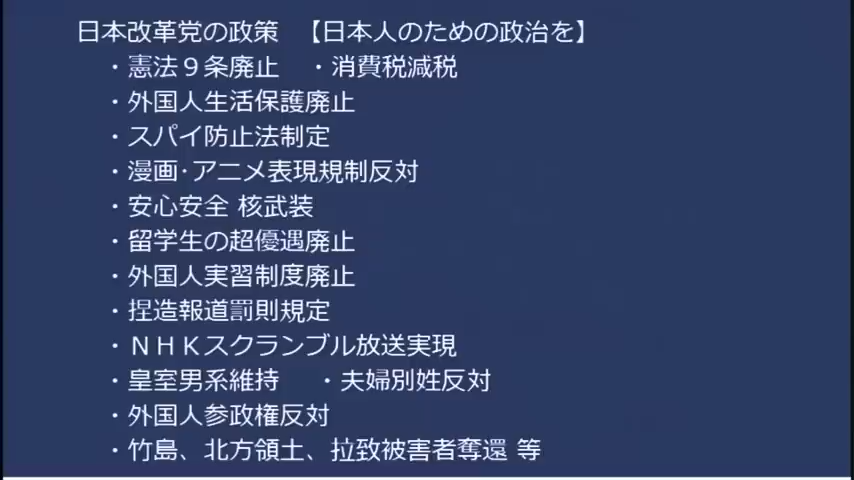 日本改革党の政策　【日本人のための政治を】
・憲法９条廃止　・消費税減税
・外国人生活保護廃止
・スパイ防止法制定
・漫画･アニメ表現規制反対
・安心安全 核武装
・留学生の超優遇廃止
・外国人実習制度廃止
・捏造報道罰則規定
・ＮＨＫスクランブル放送実現
・皇室男系維持　・夫婦別姓反対
・外国人参政権反対
・竹島、北方領土、拉致被害者奪還 等